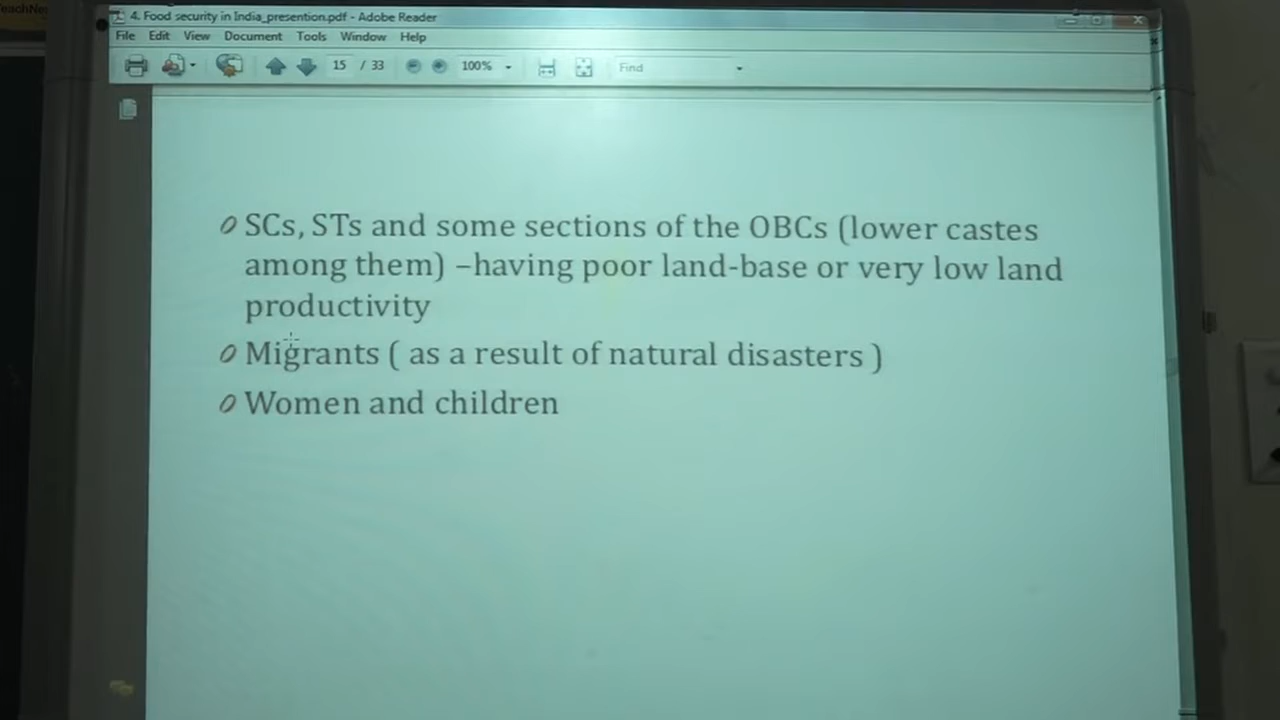 4. Food security in India_presention.pdf - Adobe Reader
File Edit View Document Tools Window Help
15 / 33 100% Find
SCs, STs and some sections of the OBCs (lower castes
among them) –having poor land-base or very low land
productivity
Migrants ( as a result of natural disasters )
Women and children